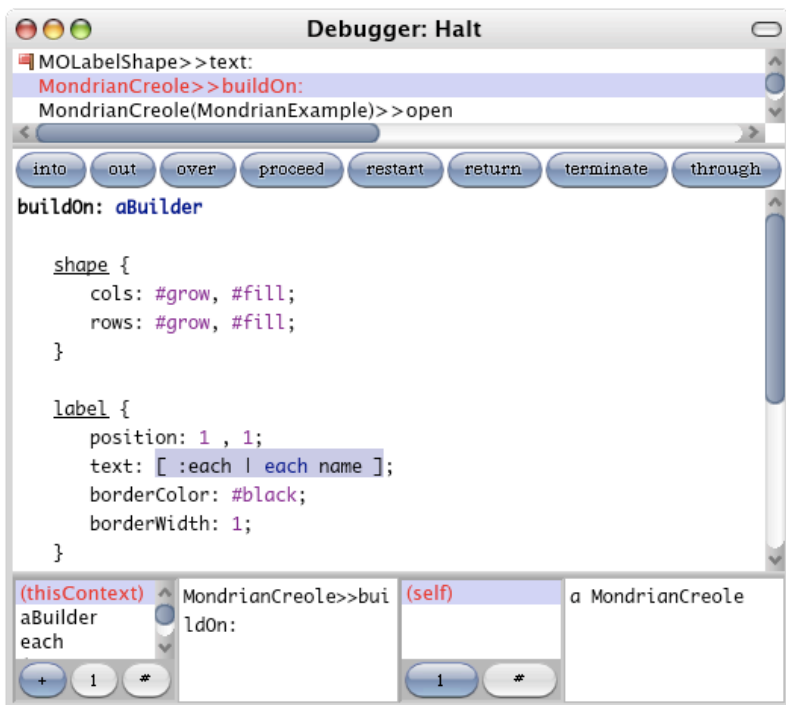 Debugger: Halt
MOLabelShape>>text:
MondrianCreole>>buildOn:
MondrianCreole(MondrianExample)>>open
into out over proceed restart return terminate through
buildOn: aBuilder
shape {
cols: #grow, #fill;
rows: #grow, #fill;
}
label {
position: 1 , 1;
text: [ :each | each name ];
borderColor: #black;
borderWidth: 1;
}
(thisContext)
aBuilder
each
+ 1 #
MondrianCreole>>bui
ldOn:
(self)
1 #
a MondrianCreole